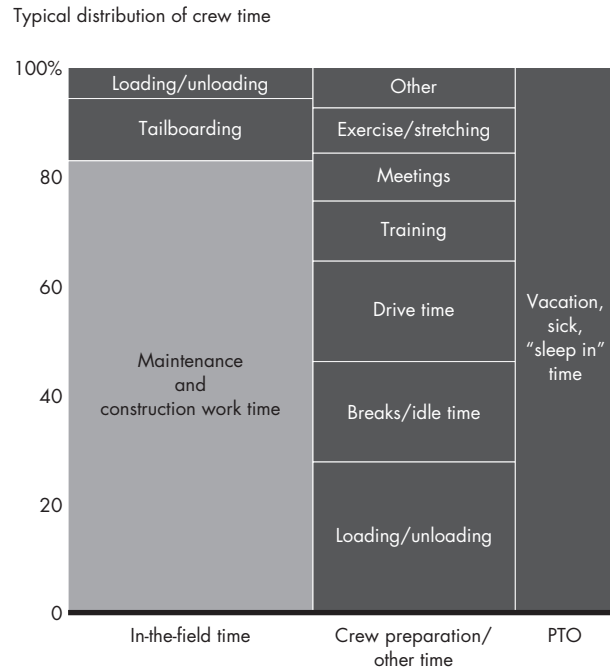 Typical distribution of crew time
100%
80
60
40
20
0
Loading/unloading
Tailboarding
Maintenance
and
construction work time
Other
Exercise/stretching
Meetings
Training
Drive time
Breaks/idle time
Loading/unloading
Vacation,
sick,
“sleep in”
time
In-the-field time
Crew preparation/
other time
PTO